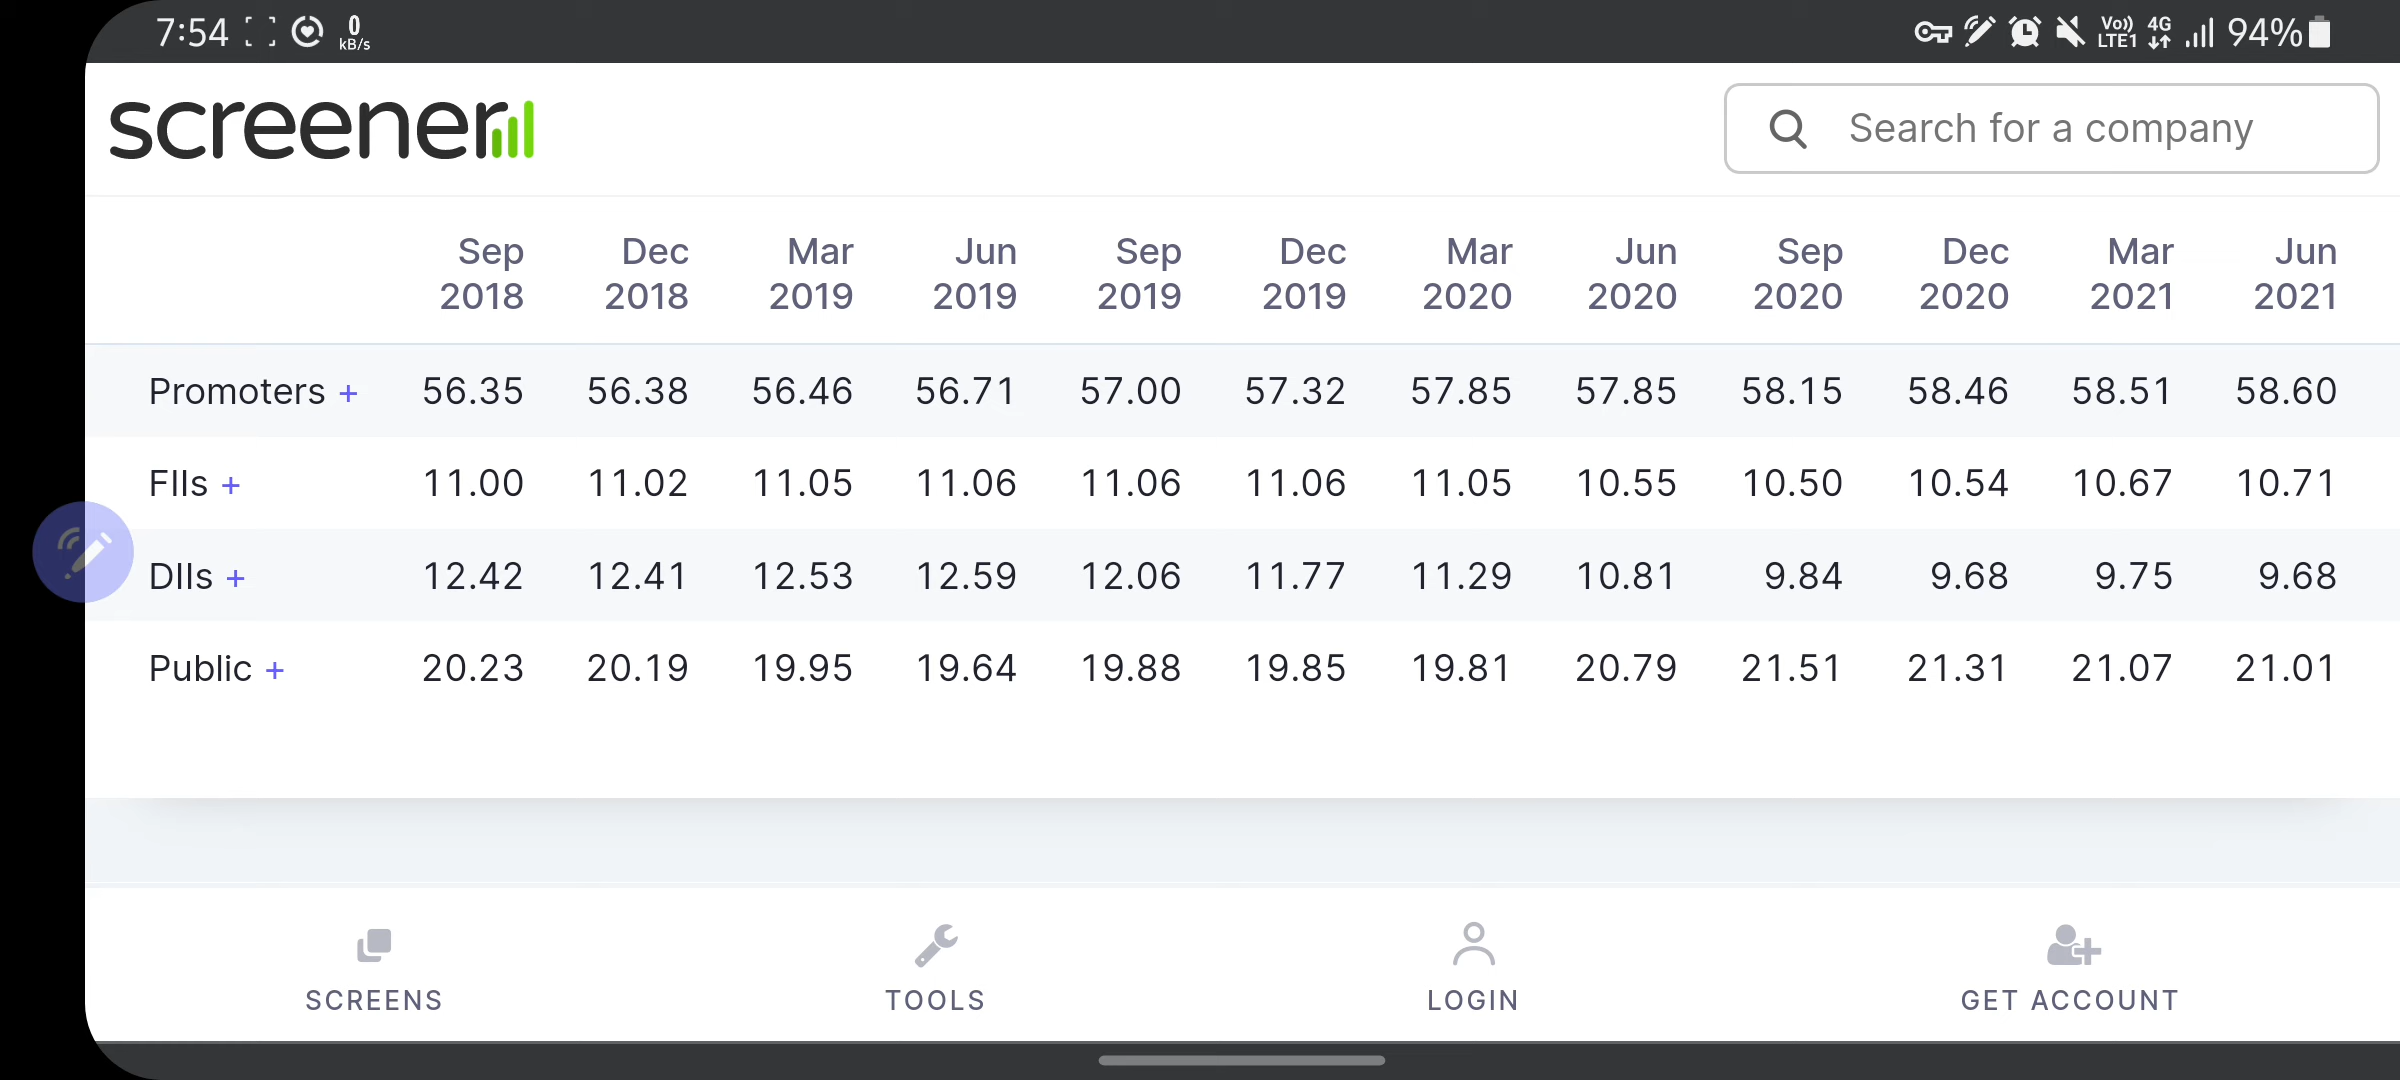 7:54 0 kB/s Vo)) LTE1 4G 94%
screener
Search for a company
Sep 2018 Dec 2018 Mar 2019 Jun 2019 Sep 2019 Dec 2019 Mar 2020 Jun 2020 Sep 2020 Dec 2020 Mar 2021 Jun 2021
Promoters + 56.35 56.38 56.46 56.71 57.00 57.32 57.85 57.85 58.15 58.46 58.51 58.60
FIIs + 11.00 11.02 11.05 11.06 11.06 11.06 11.05 10.55 10.50 10.54 10.67 10.71
DIIs + 12.42 12.41 12.53 12.59 12.06 11.77 11.29 10.81 9.84 9.68 9.75 9.68
Public + 20.23 20.19 19.95 19.64 19.88 19.85 19.81 20.79 21.51 21.31 21.07 21.01
SCREENS TOOLS LOGIN GET ACCOUNT